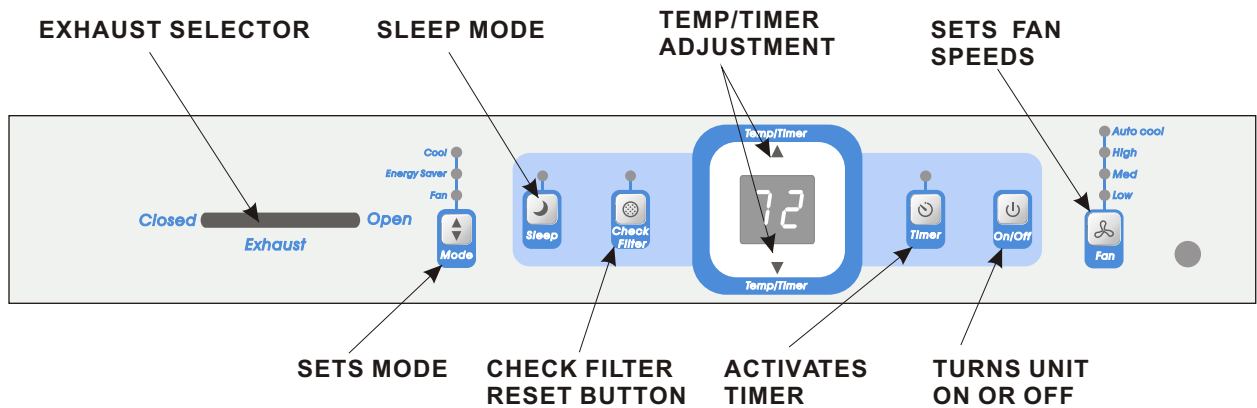 EXHAUST SELECTOR
SLEEP MODE
TEMP/TIMER
ADJUSTMENT
SETS FAN
SPEEDS
Closed
Exhaust
Open
Cool
Energy Saver
Fan
Mode
Sleep
Check
Filter
Temp/Timer
72
Temp/Timer
Timer
On/Off
Auto cool
High
Med
Low
Fan
SETS MODE
CHECK FILTER
RESET BUTTON
ACTIVATES
TIMER
TURNS UNIT
ON OR OFF